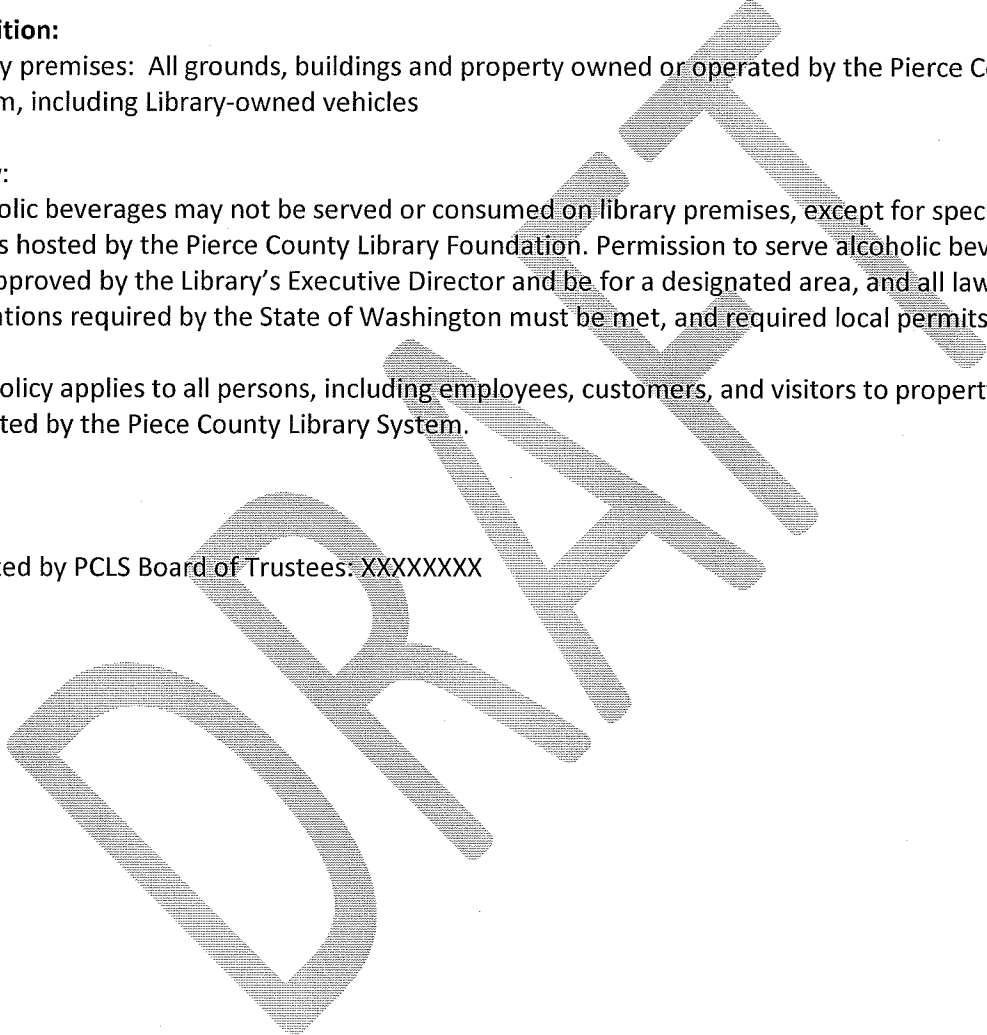 ition:
y premises: All grounds, buildings and property owned or operated by the Pierce C
m, including Library-owned vehicles
:
olic beverages may not be served or consumed on library premises, except for spec
s hosted by the Pierce County Library Foundation. Permission to serve alcoholic bev
pproved by the Library's Executive Director and be for a designated area, and all law
ations required by the State of Washington must be met, and required local permits
olicy applies to all persons, including employees, customers, and visitors to propert
ted by the Piece County Library System.
ted by PCLS Board of Trustees: XXXXXXXXX
DRAFT